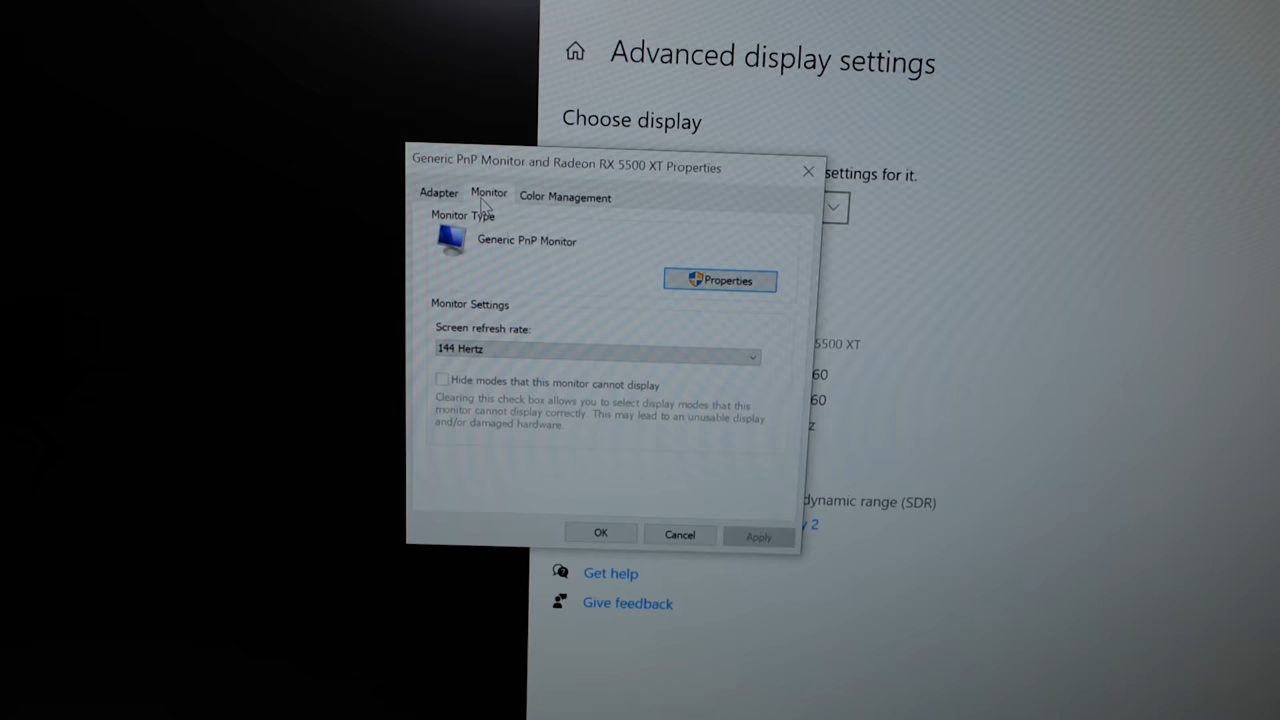 Advanced display settings
Choose display
Generic PnP Monitor and Radeon RX 5500 XT Properties
settings for it.
Adapter
Monitor
Color Management
Monitor Type
Generic PnP Monitor
Properties
Monitor Settings
Screen refresh rate:
144 Hertz
5500 XT
60
Hide modes that this monitor cannot display
Clearing this check box allows you to select display modes that this
monitor cannot display correctly. This may lead to an unusable display
and/or damaged hardware.
60
z
dynamic range (SDR)
y 2
OK
Cancel
Apply
Get help
Give feedback